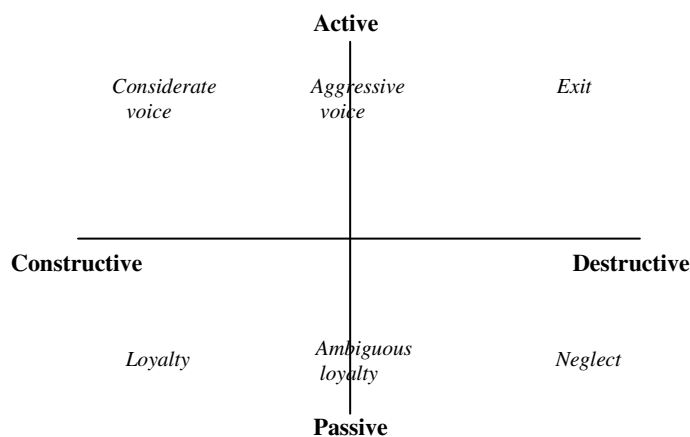 Active
Considerate Aggressive Exit
voice voice
Constructive Destructive
Loyalty Ambiguous Neglect
loyalty
Passive